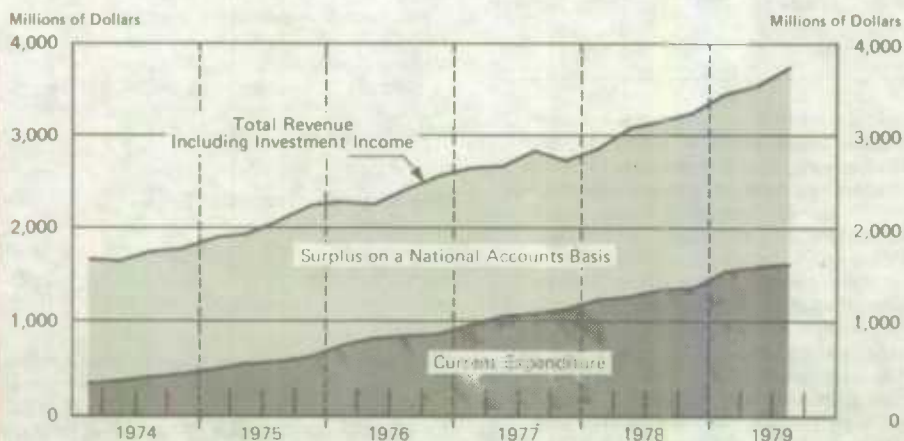 Millions of Dollars
Millions of Dollars
4,000
4,000
Total Revenue
Including Investment Income
3,000
3,000
2,000
2,000
Surplus on a National Accounts Basis
1,000
1,000
Current Expenditure
0
0
1974
1975
1976
1977
1978
1979